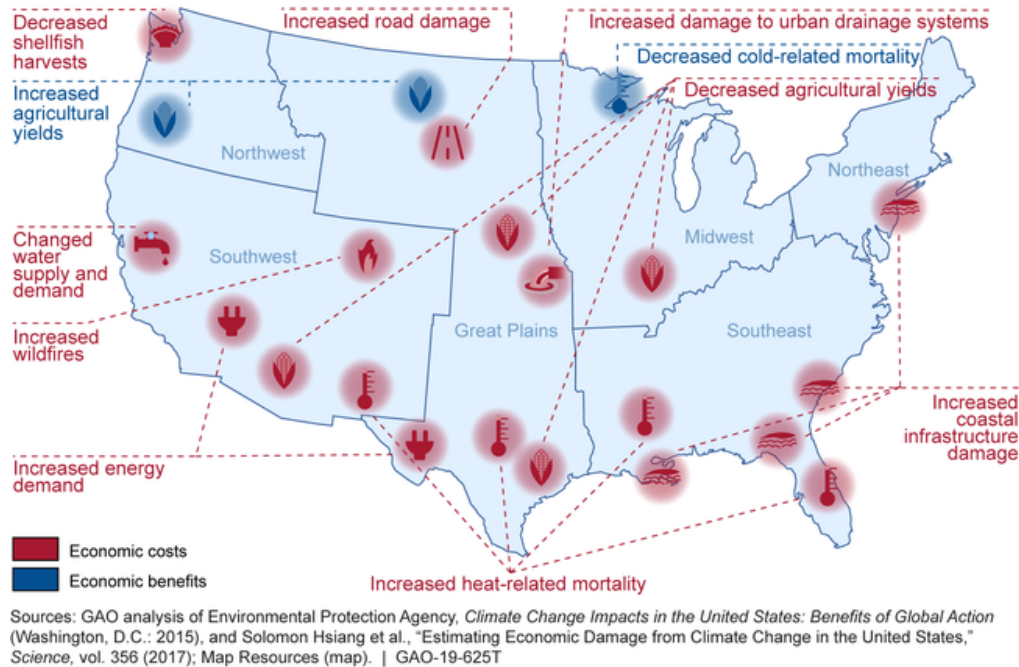 Decreased
shellfish
harvests
Increased road damage
Increased damage to urban drainage systems
Decreased cold-related mortality
Increased
agricultural
yields
Decreased agricultural yields
Northwest
Northeast
Changed
water
supply and
demand
Southwest
Midwest
Increased
wildfires
Great Plains
Southeast
Increased
coastal
infrastructure
damage
Increased energy
demand
Economic costs
Economic benefits
Increased heat-related mortality
Sources: GAO analysis of Environmental Protection Agency, Climate Change Impacts in the United States: Benefits of Global Action
(Washington, D.C.: 2015), and Solomon Hsiang et al., “Estimating Economic Damage from Climate Change in the United States,”
Science, vol. 356 (2017); Map Resources (map). | GAO-19-625T